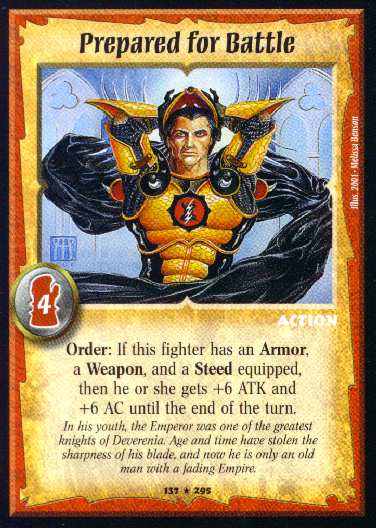 Prepared for Battle
Illus. 2001 • Melissa Benson
4
ACTION
Order: If this fighter has an Armor,
a Weapon, and a Steed equipped,
then he or she gets +6 ATK and
+6 AC until the end of the turn.
In his youth, the Emperor was one of the greatest
knights of Deverenia. Age and time have stolen the
sharpness of his blade, and now he is only an old
man with a fading Empire.
137 ★ 295